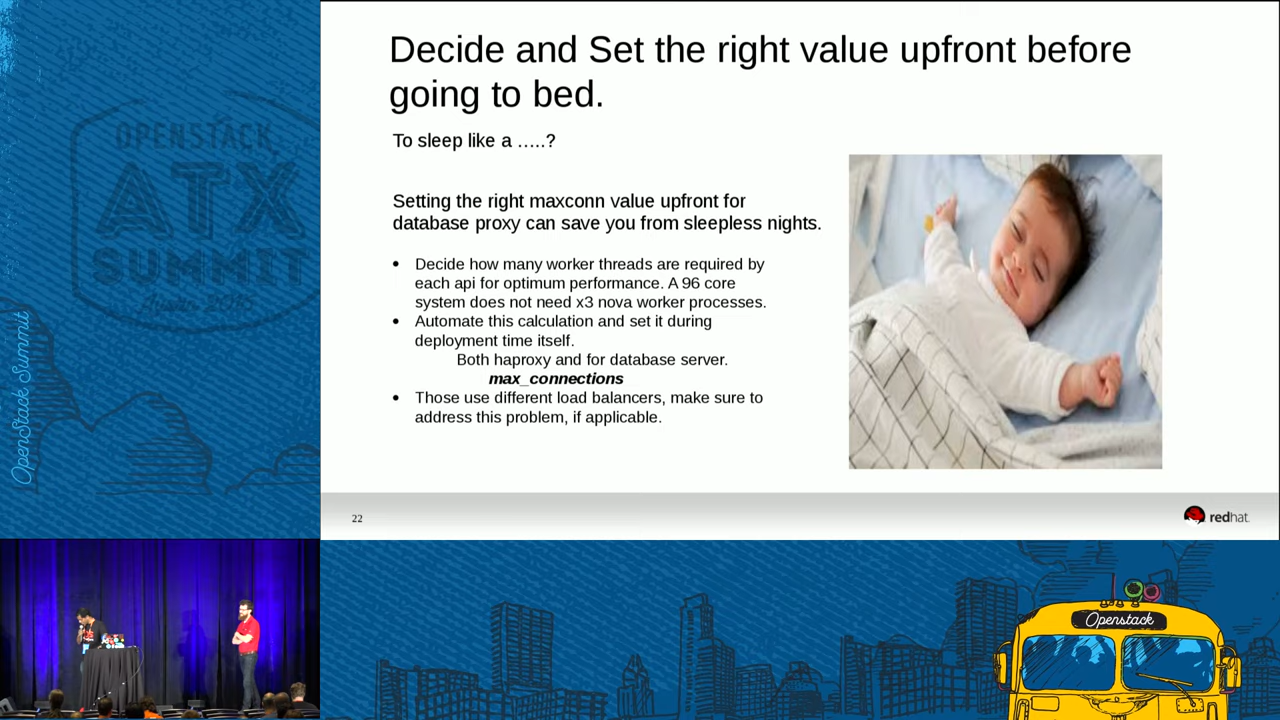 Decide and Set the right value upfront before
going to bed.
To sleep like a …..?
Setting the right maxconn value upfront for
database proxy can save you from sleepless nights.
• Decide how many worker threads are required by
each api for optimum performance. A 96 core
system does not need x3 nova worker processes.
• Automate this calculation and set it during
deployment time itself.
Both haproxy and for database server.
max_connections
• Those use different load balancers, make sure to
address this problem, if applicable.
22
redhat.
OPENSTACK
ATX
SUMMIT
Austin
OpenStack Summit
Openstack